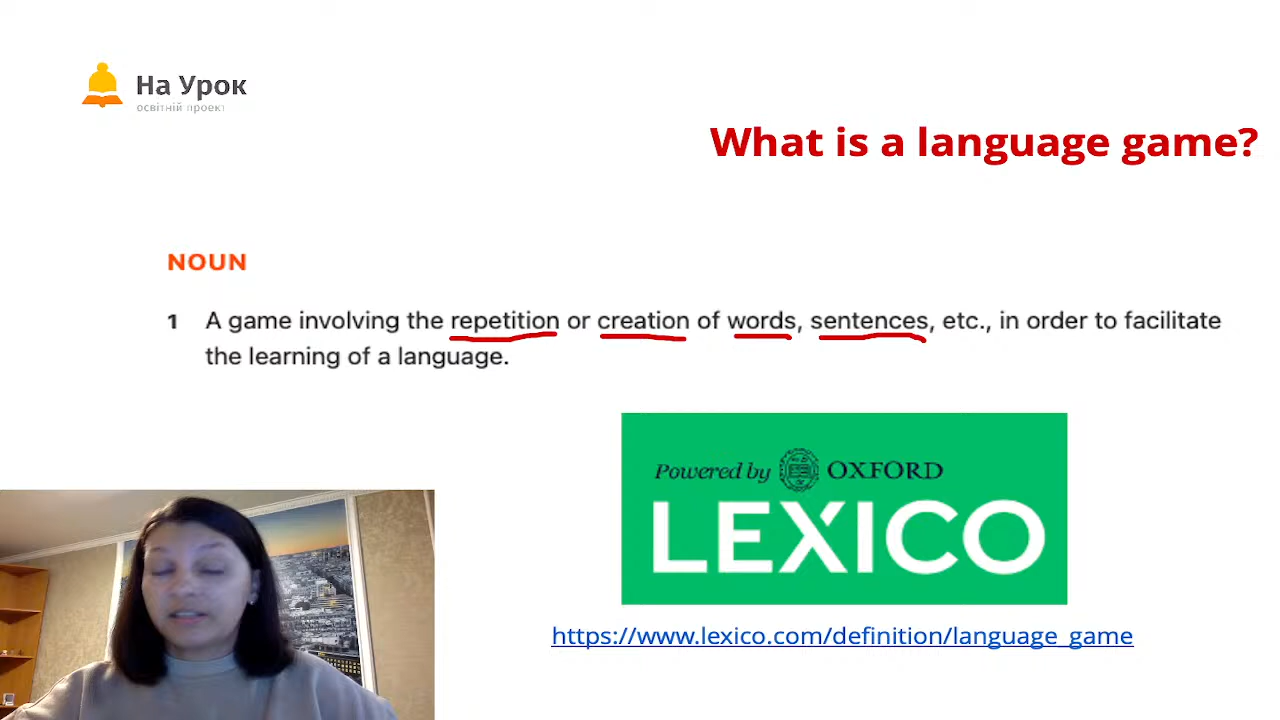 На Урок
освітній проект
What is a language game?
NOUN
1 A game involving the repetition or creation of words, sentences, etc., in order to facilitate
the learning of a language.
Powered by OXFORD
LEXICO
https://www.lexico.com/definition/language_game